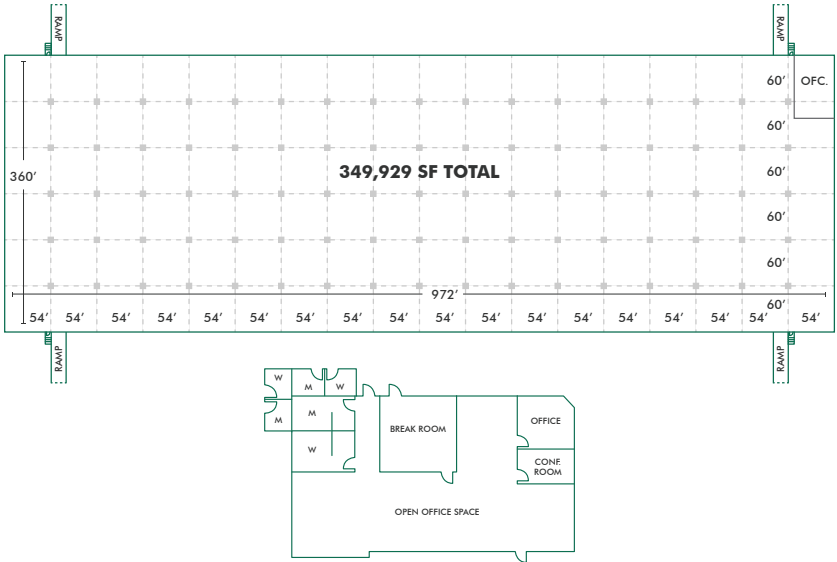 RAMP
RAMP
60'
OFC.
60'
349,929 SF TOTAL
60'
360'
60'
60'
972'
60'
54' 54' 54' 54' 54' 54' 54' 54' 54' 54' 54' 54' 54' 54' 54' 54' 54' 54'
RAMP
RAMP
W
M
W
M
M
W
BREAK ROOM
OFFICE
CONF.
ROOM
OPEN OFFICE SPACE